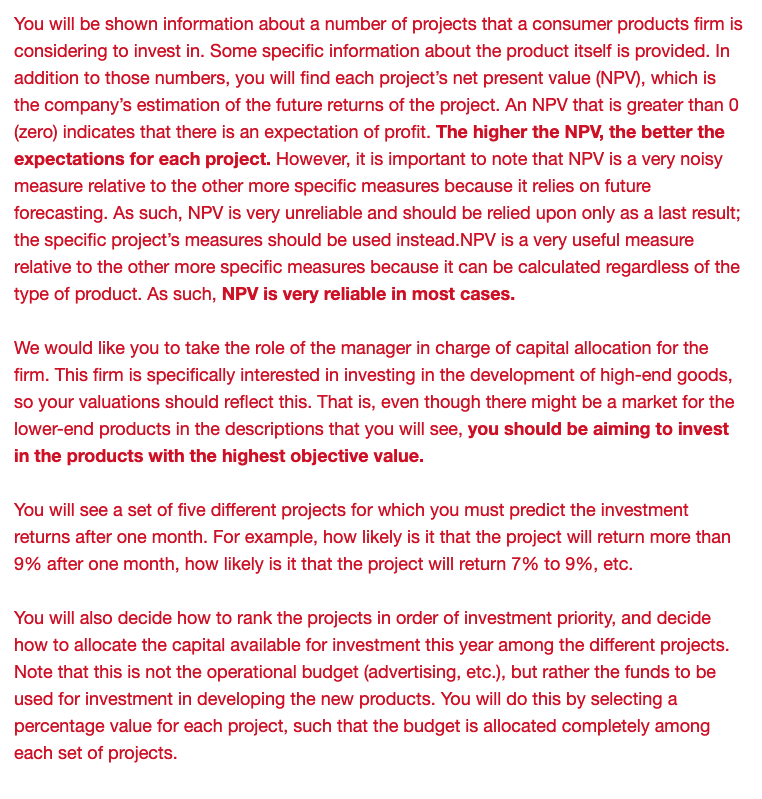 You will be shown information about a number of projects that a consumer products firm is
considering to invest in. Some specific information about the product itself is provided. In
addition to those numbers, you will find each project’s net present value (NPV), which is
the company’s estimation of the future returns of the project. An NPV that is greater than 0
(zero) indicates that there is an expectation of profit. The higher the NPV, the better the
expectations for each project. However, it is important to note that NPV is a very noisy
measure relative to the other more specific measures because it relies on future
forecasting. As such, NPV is very unreliable and should be relied upon only as a last result;
the specific project’s measures should be used instead.NPV is a very useful measure
relative to the other more specific measures because it can be calculated regardless of the
type of product. As such, NPV is very reliable in most cases.
We would like you to take the role of the manager in charge of capital allocation for the
firm. This firm is specifically interested in investing in the development of high-end goods,
so your valuations should reflect this. That is, even though there might be a market for the
lower-end products in the descriptions that you will see, you should be aiming to invest
in the products with the highest objective value.
You will see a set of five different projects for which you must predict the investment
returns after one month. For example, how likely is it that the project will return more than
9% after one month, how likely is it that the project will return 7% to 9%, etc.
You will also decide how to rank the projects in order of investment priority, and decide
how to allocate the capital available for investment this year among the different projects.
Note that this is not the operational budget (advertising, etc.), but rather the funds to be
used for investment in developing the new products. You will do this by selecting a
percentage value for each project, such that the budget is allocated completely among
each set of projects.